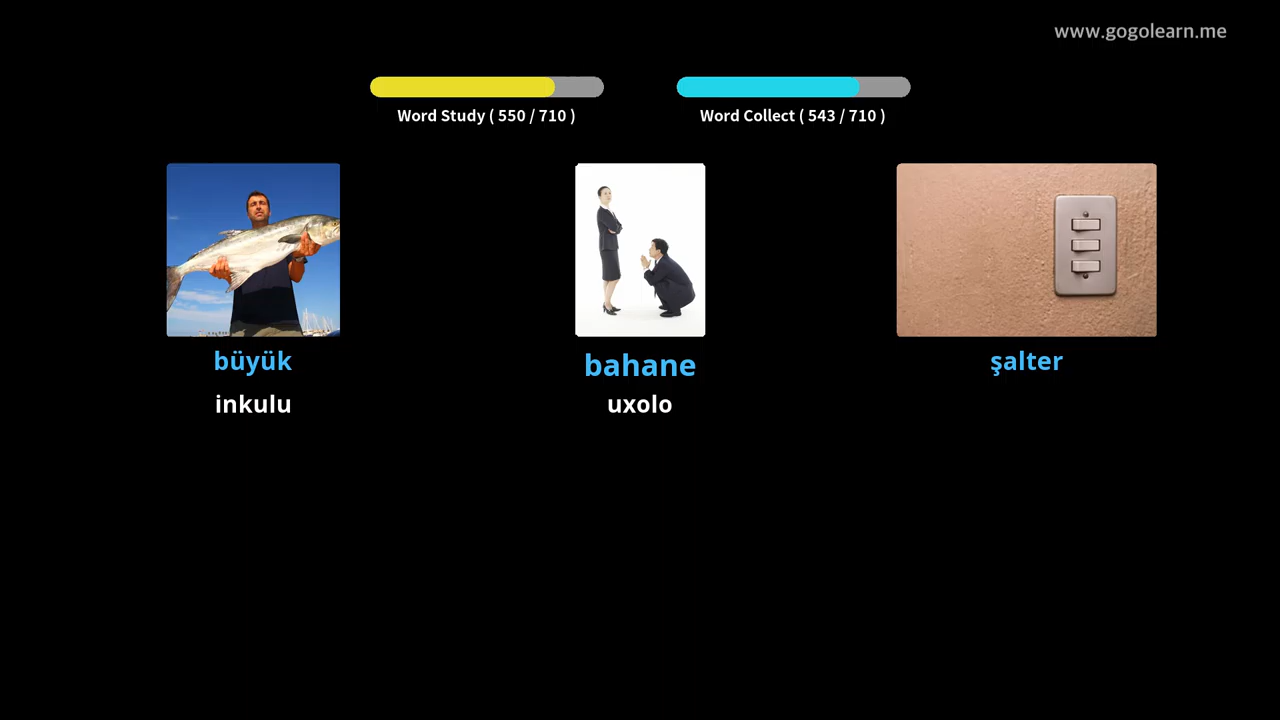 www.gogolearn.me
Word Study ( 550 / 710 )
Word Collect ( 543 / 710 )
büyük
bahane
şalter
inkulu
uxolo